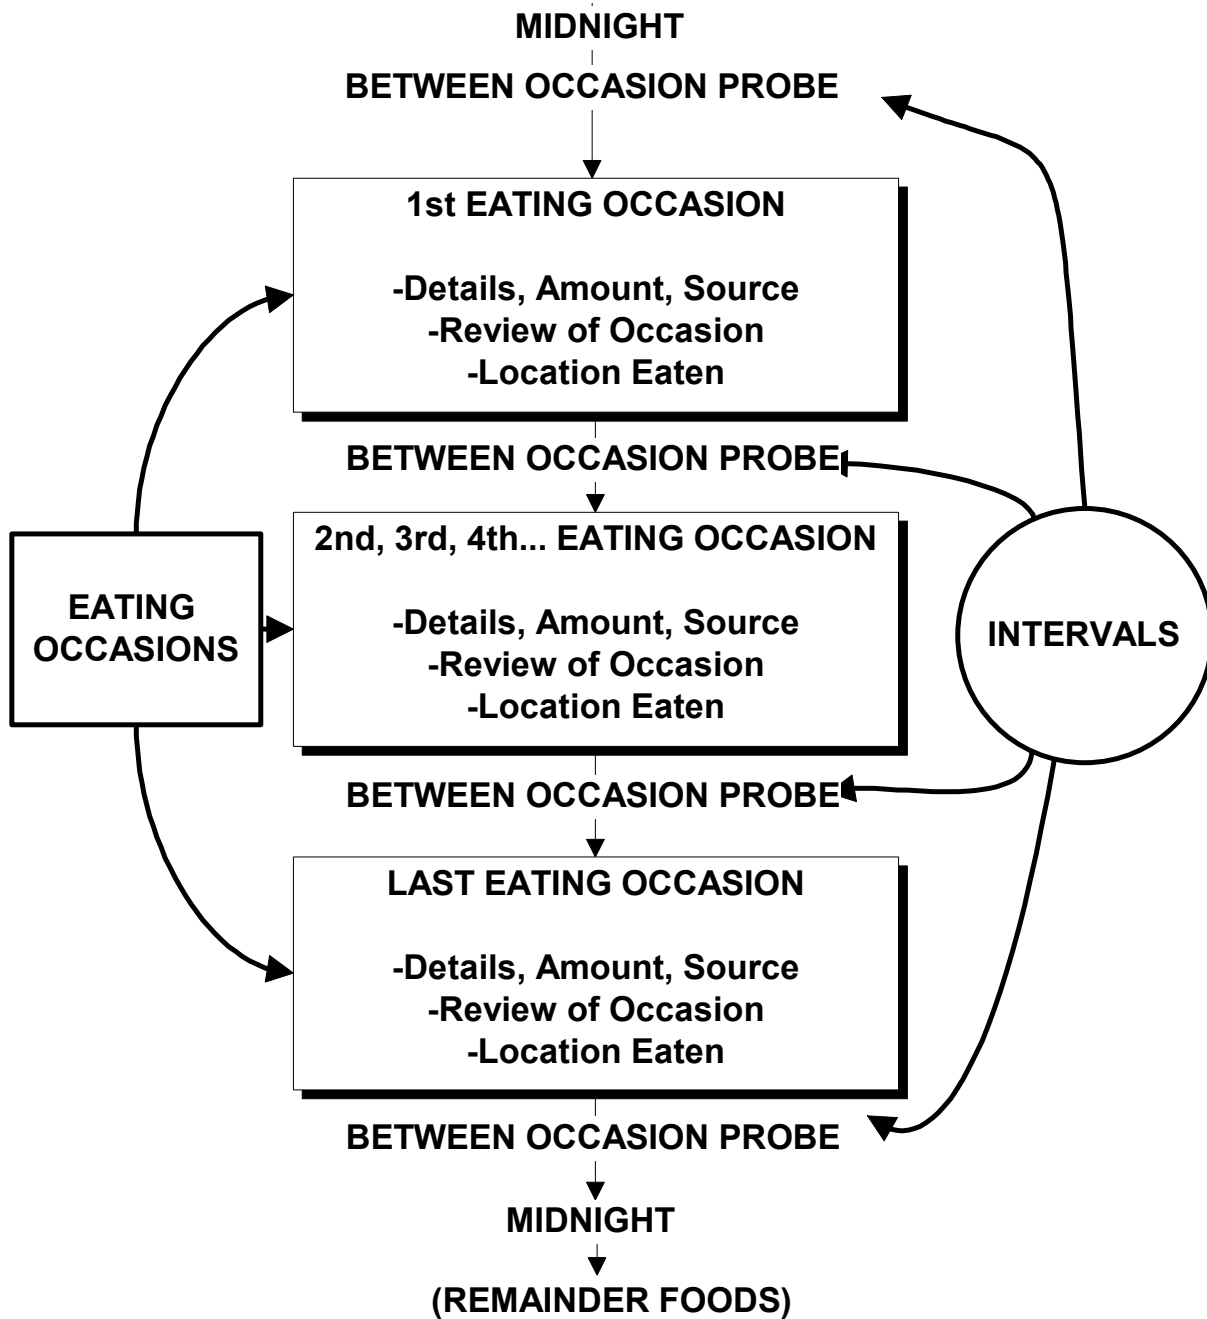 MIDNIGHT
BETWEEN OCCASION PROBE
1st EATING OCCASION
-Details, Amount, Source
-Review of Occasion
-Location Eaten
BETWEEN OCCASION PROBE
2nd, 3rd, 4th... EATING OCCASION
-Details, Amount, Source
-Review of Occasion
-Location Eaten
EATING
OCCASIONS
INTERVALS
BETWEEN OCCASION PROBE
LAST EATING OCCASION
-Details, Amount, Source
-Review of Occasion
-Location Eaten
BETWEEN OCCASION PROBE
MIDNIGHT
(REMAINDER FOODS)